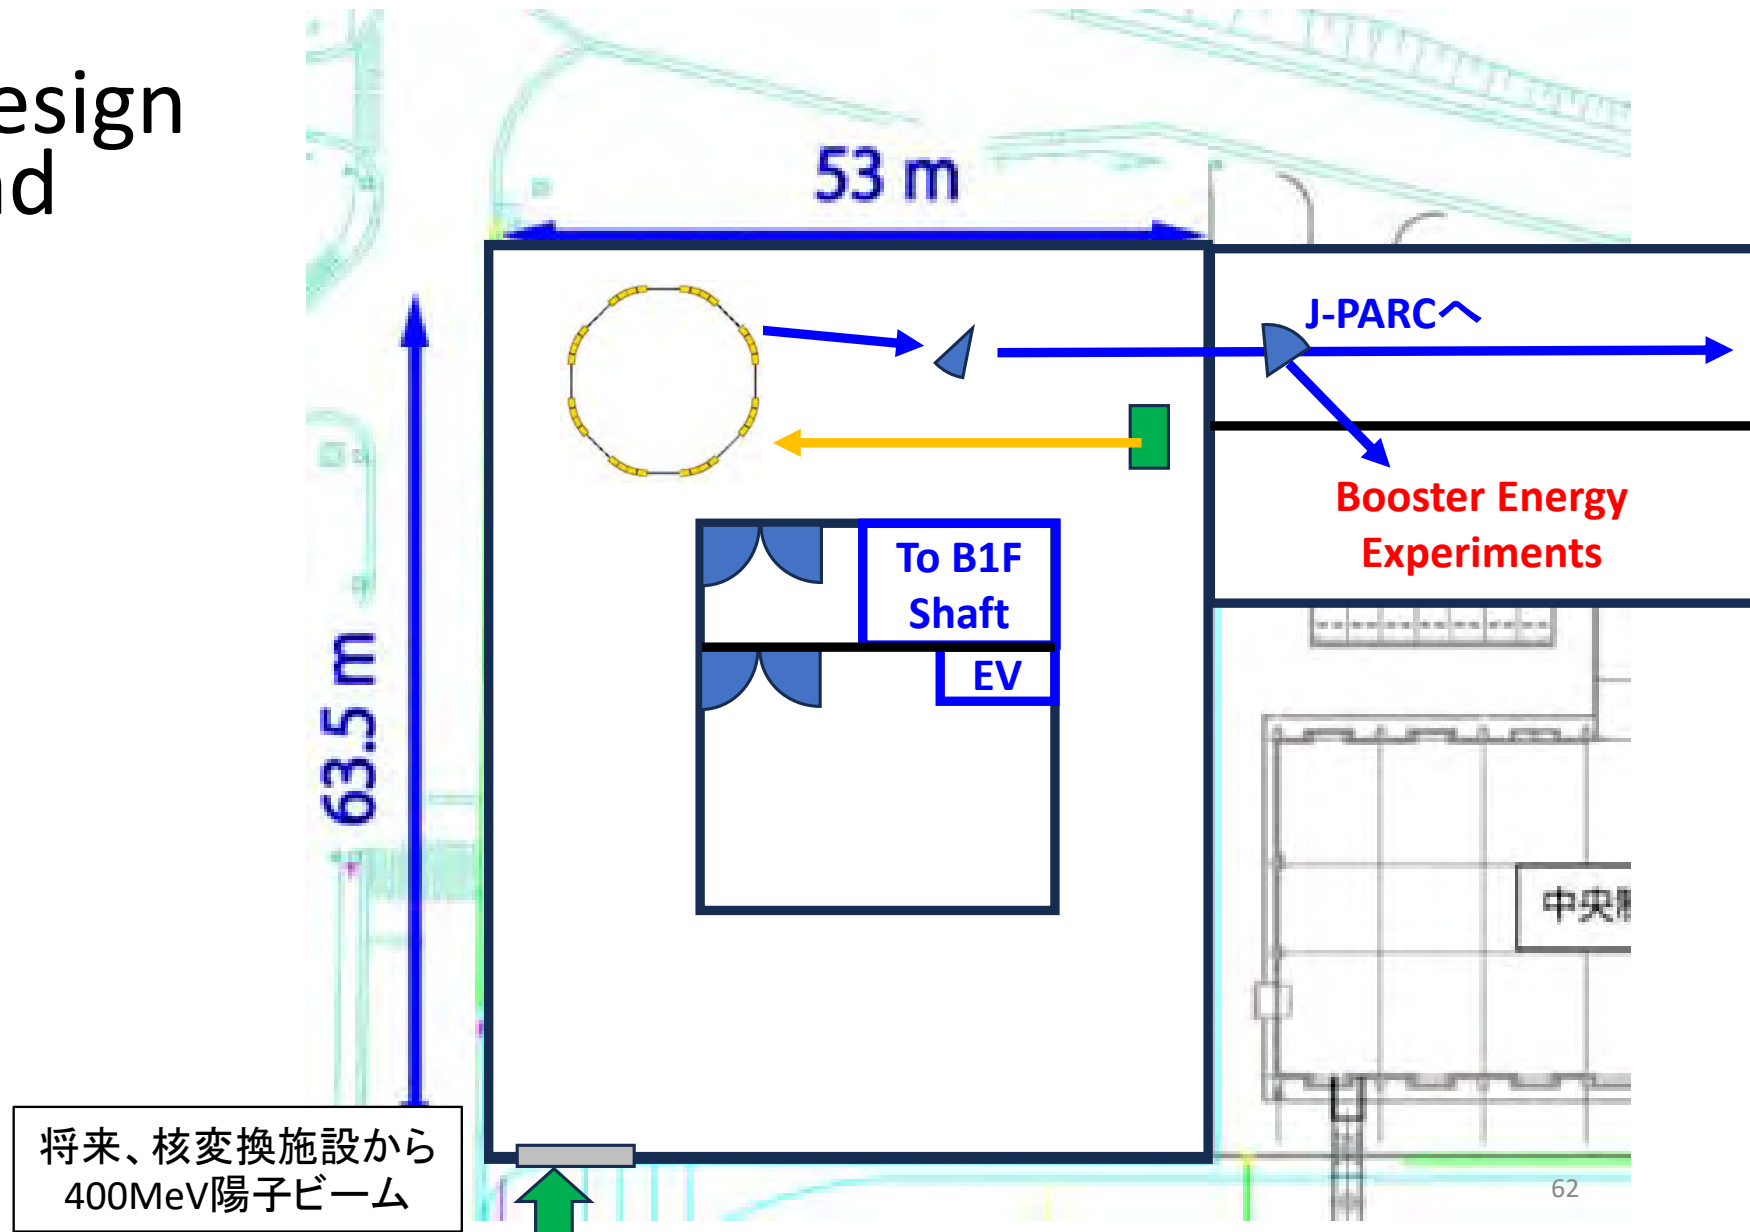 esign
nd
53 m
J-PARCへ
Booster Energy
Experiments
To B1F
Shaft
EV
63.5 m
中央
将来、核変換施設から
400MeV陽子ビーム
62